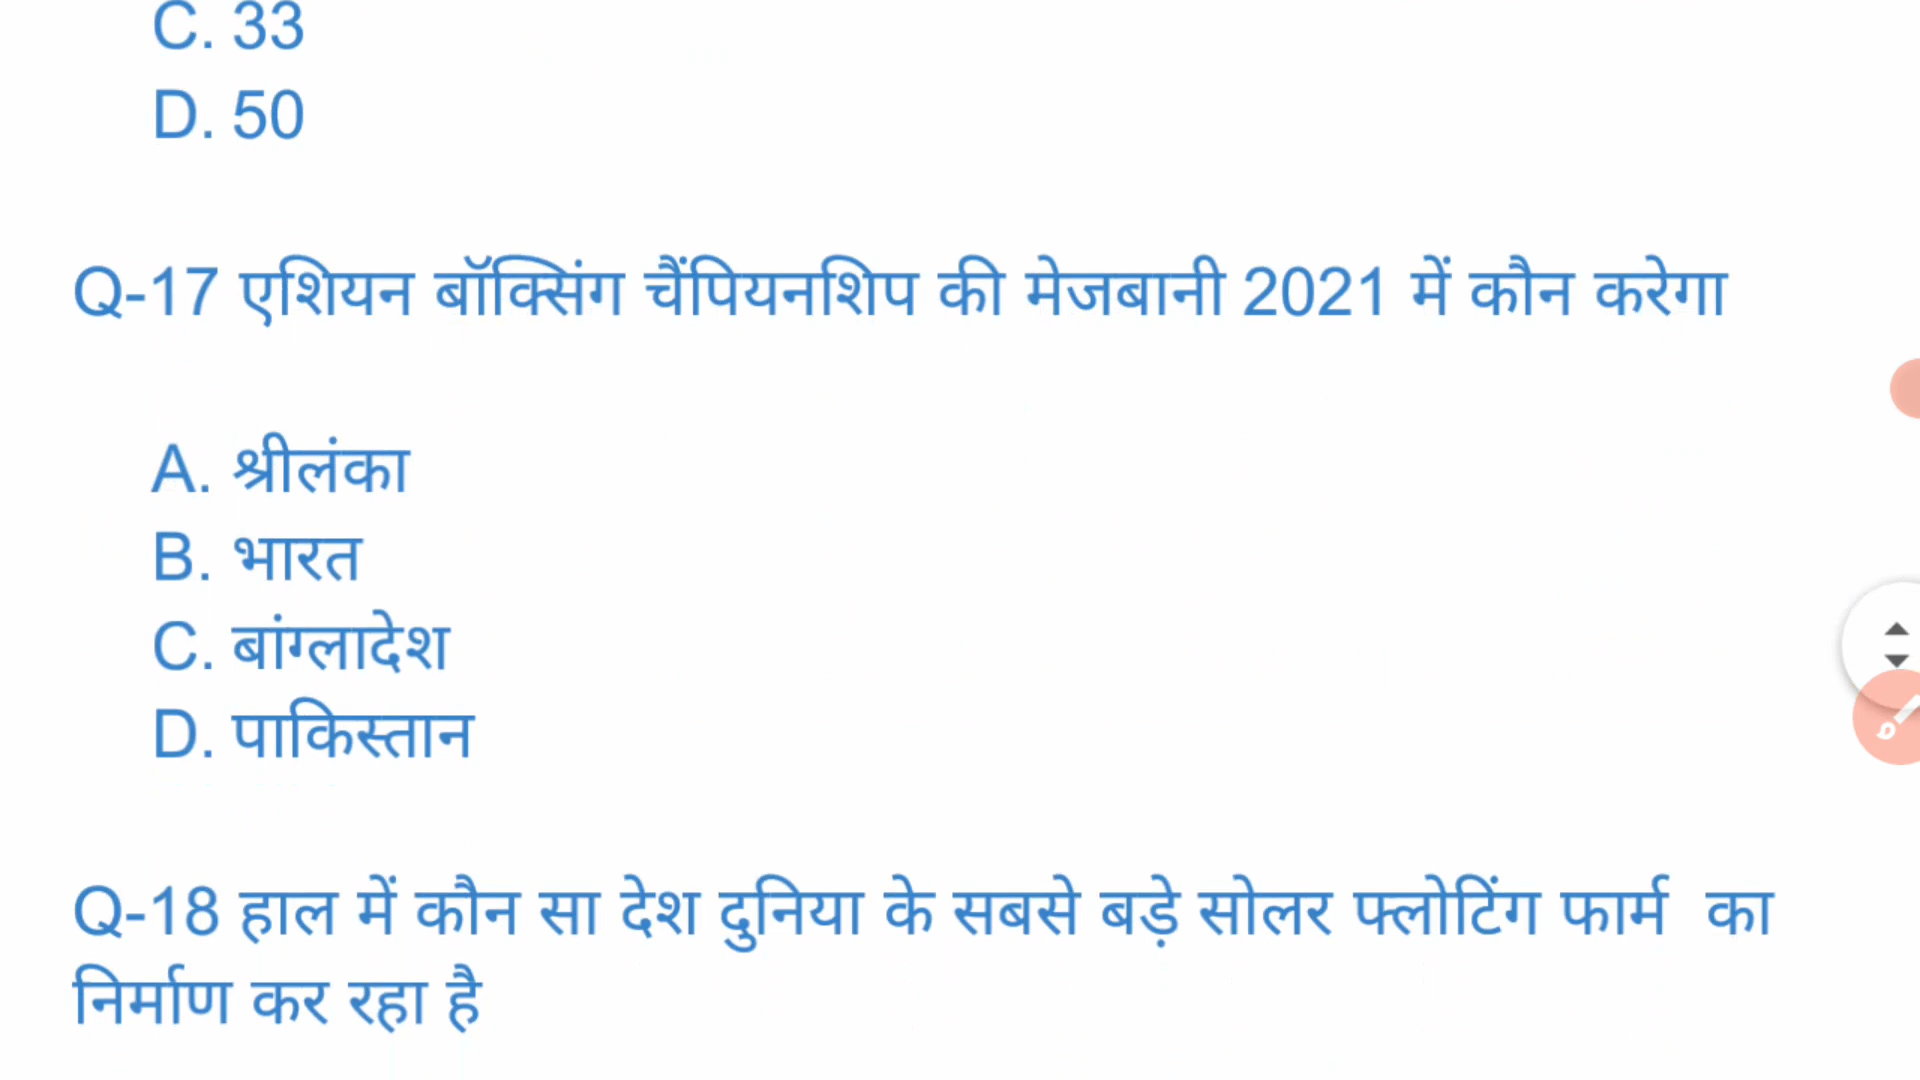 C. 33
D. 50
Q-17 एशियन बॉक्सिंग चैंपियनशिप की मेजबानी 2021 में कौन करेगा
A. श्रीलंका
B. भारत
C. बांग्लादेश
D. पाकिस्तान
Q-18 हाल में कौन सा देश दुनिया के सबसे बड़े सोलर फ्लोटिंग फार्म का
निर्माण कर रहा है